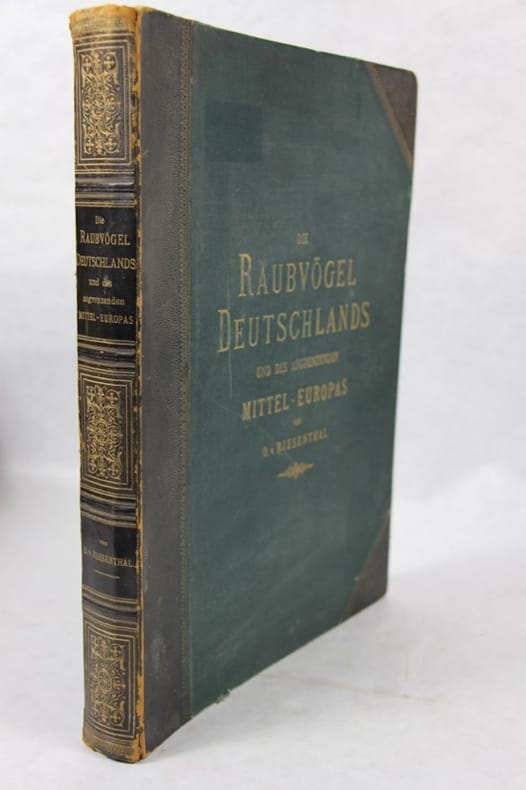 Die
RAUBVÖGEL
DEUTSCHLANDS
und des
angrenzenden
MITTEL-EUROPAS
von
O. v. RIESENTHAL.
DIE
RAUBVÖGEL
DEUTSCHLANDS
UND DES ANGRENZENDEN
MITTEL-EUROPAS
von
O. v. RIESENTHAL